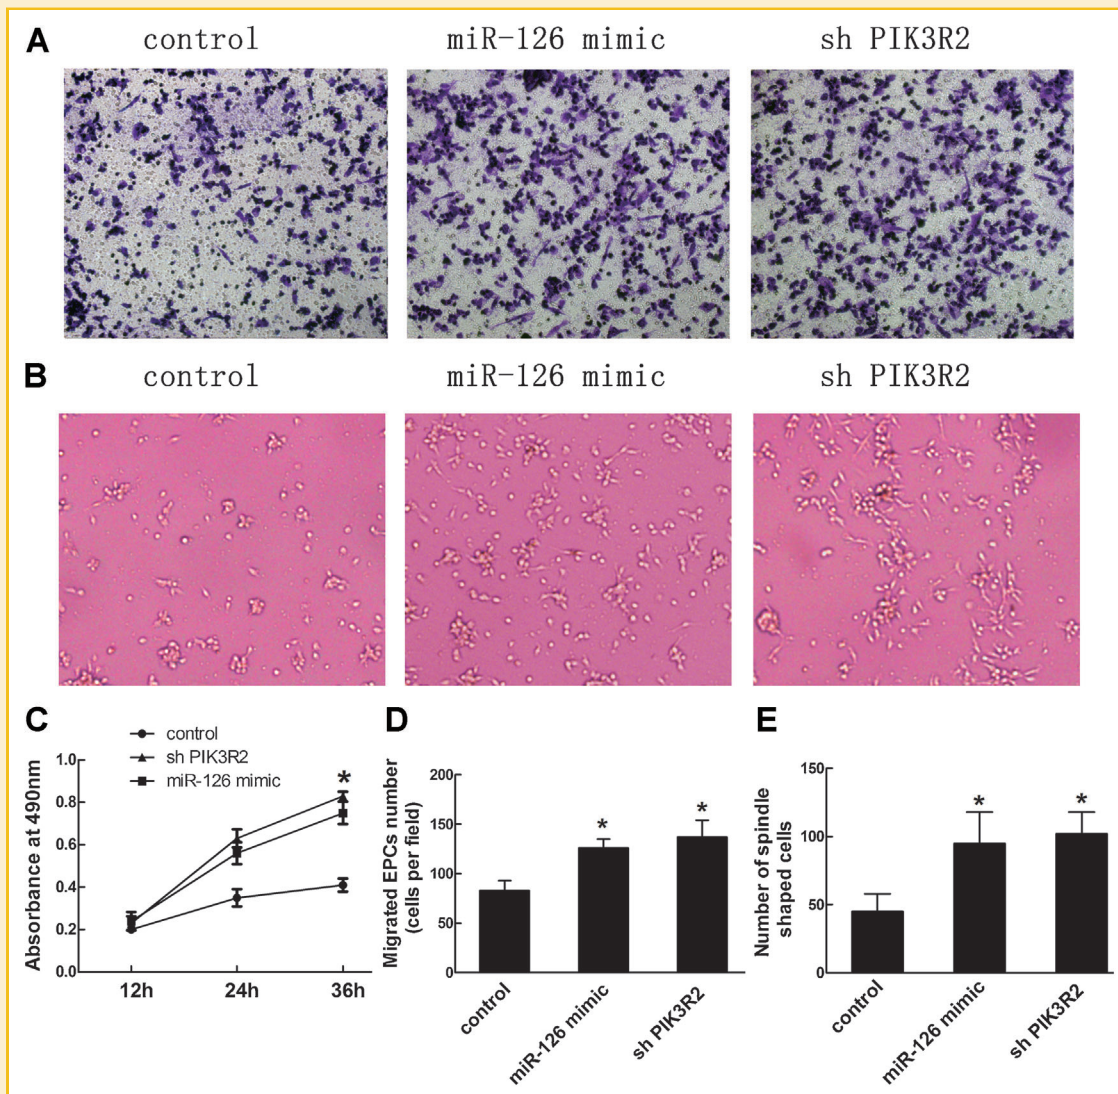 A
control
miR-126 mimic
sh PIK3R2
B
control
miR-126 mimic
sh PIK3R2
C
control
sh PIK3R2
miR-126 mimic
1.0
0.8
0.6
0.4
0.2
0.0
*
Absorbance at 490nm
12h
24h
36h
D
200
150
100
50
0
*
*
Migrated EPCs number
(cells per field)
control
miR-126 mimic
sh PIK3R2
E
150
100
50
0
*
*
Number of spindle
shaped cells
control
miR-126 mimic
sh PIK3R2